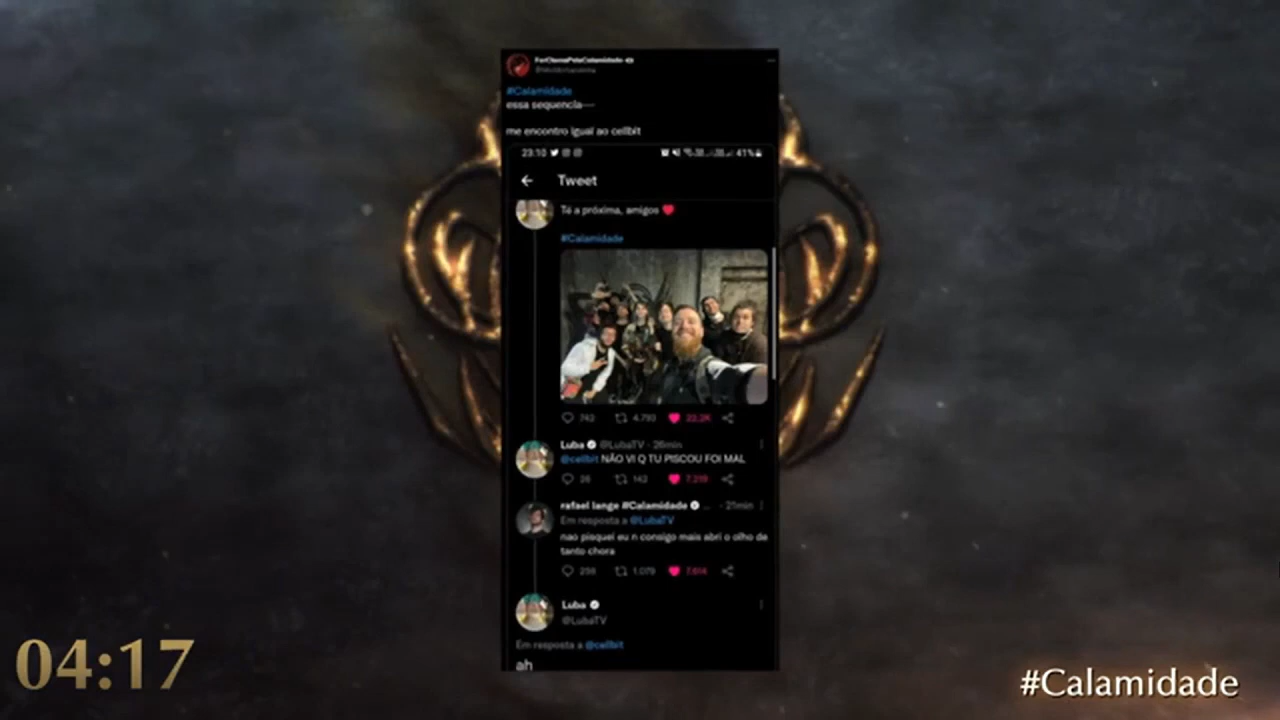 #Calamidade
essa sequencia—
me encontro igual ao cellbit
23:10
41%
Tweet
Té a próxima, amigos
#Calamidade
742
4.793
22,2K
Luba @LubaTV · 26min
@cellbit NÃO VI Q TU PISCOU FOI MAL
26
142
7.219
rafael lange #Calamidade ... · 21min
Em resposta a @LubaTV
nao pisquei eu n consigo mais abri o olho de
tanto chora
258
1.079
7.614
Luba
@LubaTV
Em resposta a @cellbit
ah
04:17
#Calamidade